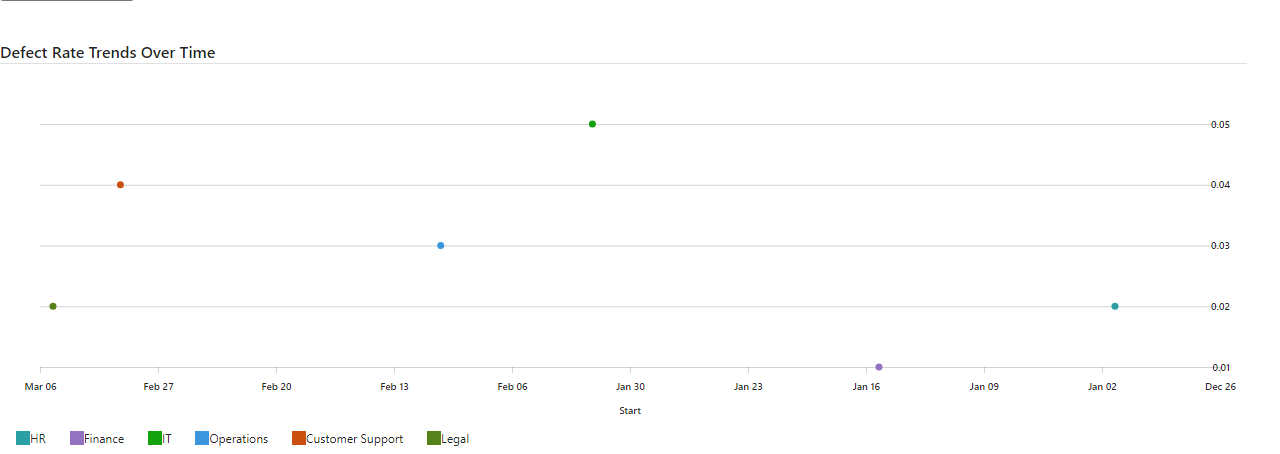 Defect Rate Trends Over Time
0.05
0.04
0.03
0.02
0.01
Mar 06 Feb 27 Feb 20 Feb 13 Feb 06 Jan 30 Jan 23 Jan 16 Jan 09 Jan 02 Dec 26
Start
HR Finance IT Operations Customer Support Legal